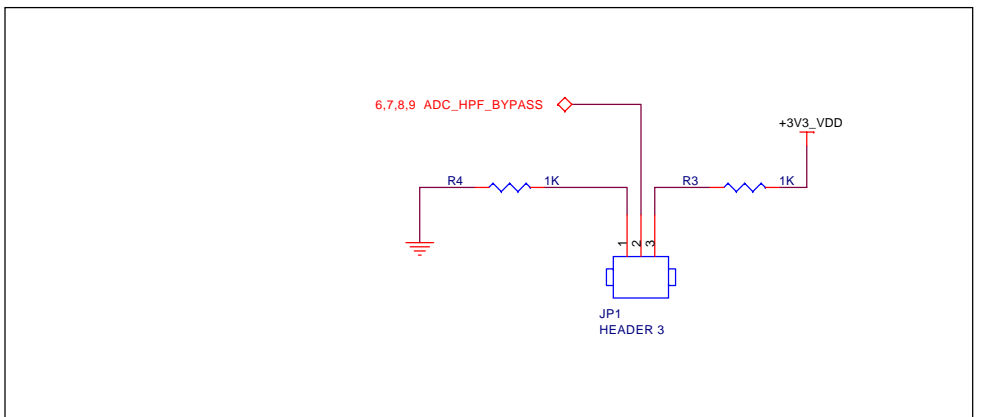 6,7,8,9 ADC_HPF_BYPASS
+3V3_VDD
R4 1K R3 1K
1 2 3
JP1
HEADER 3